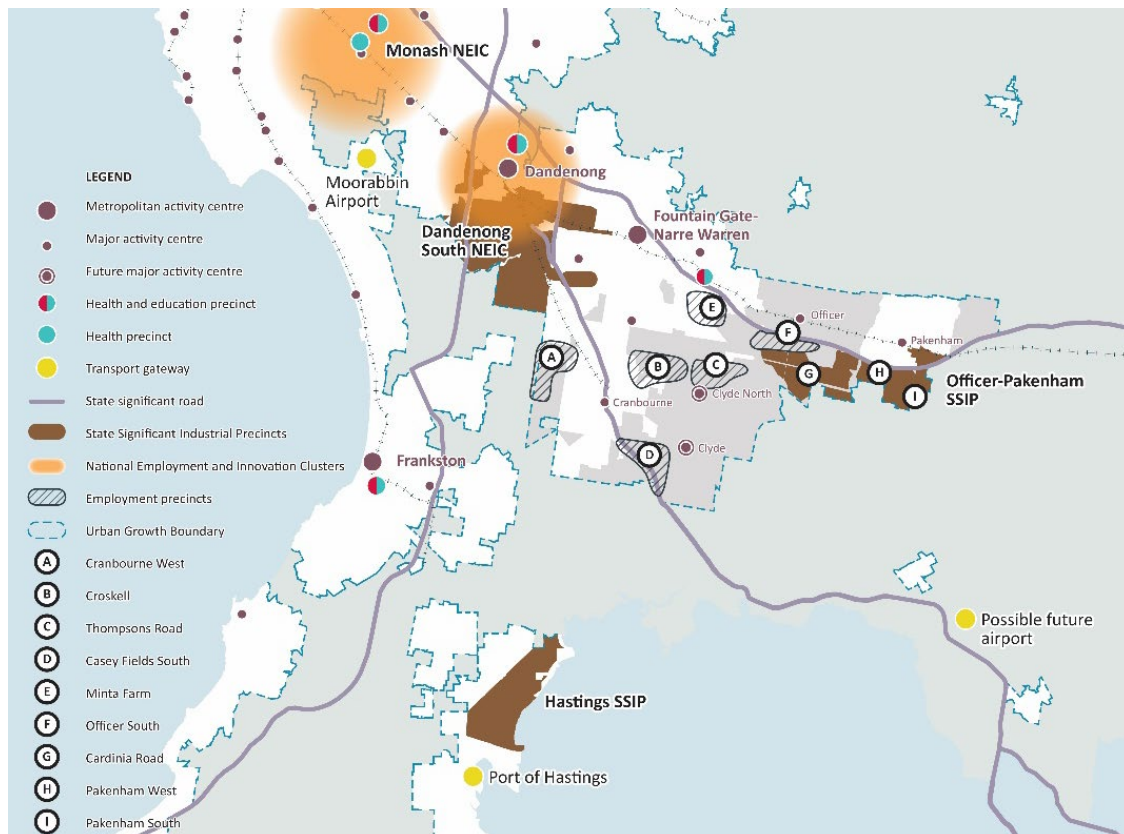 Monash NEIC
Moorabbin
Airport
Dandenong
Dandenong
South NEIC
Fountain Gate-
Narre Warren
E
F
Officer
Pakenham
A
B
C
G
H
I
Officer-Pakenham
SSIP
Cranbourne
Clyde North
D
Clyde
Frankston
Possible future
airport
Hastings SSIP
Port of Hastings
LEGEND
Metropolitan activity centre
Major activity centre
Future major activity centre
Health and education precinct
Health precinct
Transport gateway
State significant road
State Significant Industrial Precincts
National Employment and Innovation Clusters
Employment precincts
Urban Growth Boundary
A Cranbourne West
B Croskell
C Thompsons Road
D Casey Fields South
E Minta Farm
F Officer South
G Cardinia Road
H Pakenham West
I Pakenham South